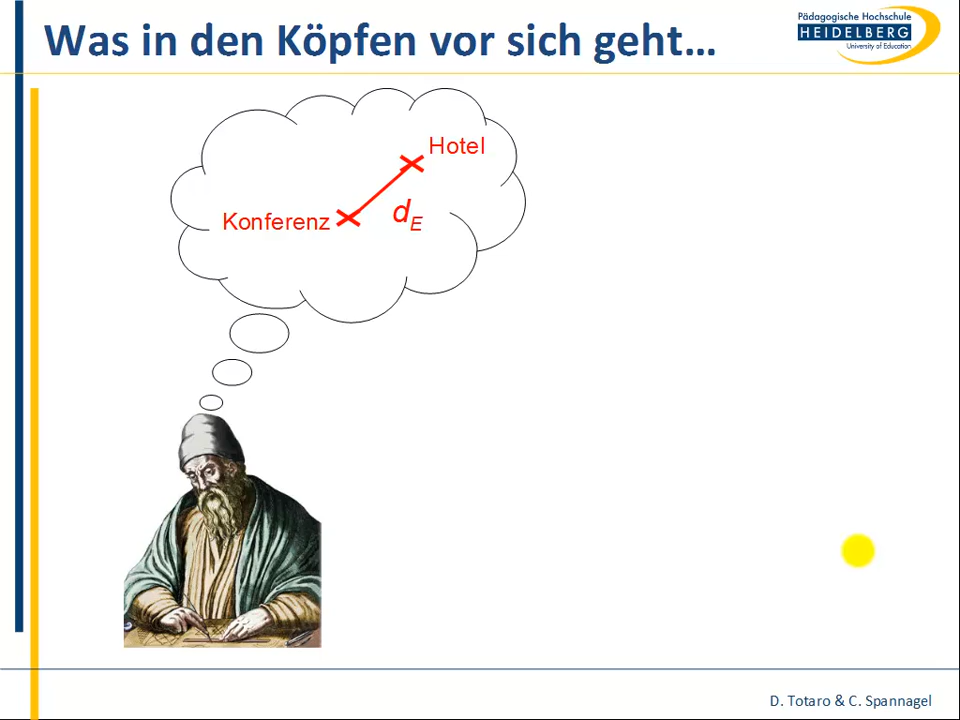 Was in den Köpfen vor sich geht...
Pädagogische Hochschule
HEIDELBERG
University of Education
Hotel
Konferenz
dE
D. Totaro & C. Spannagel